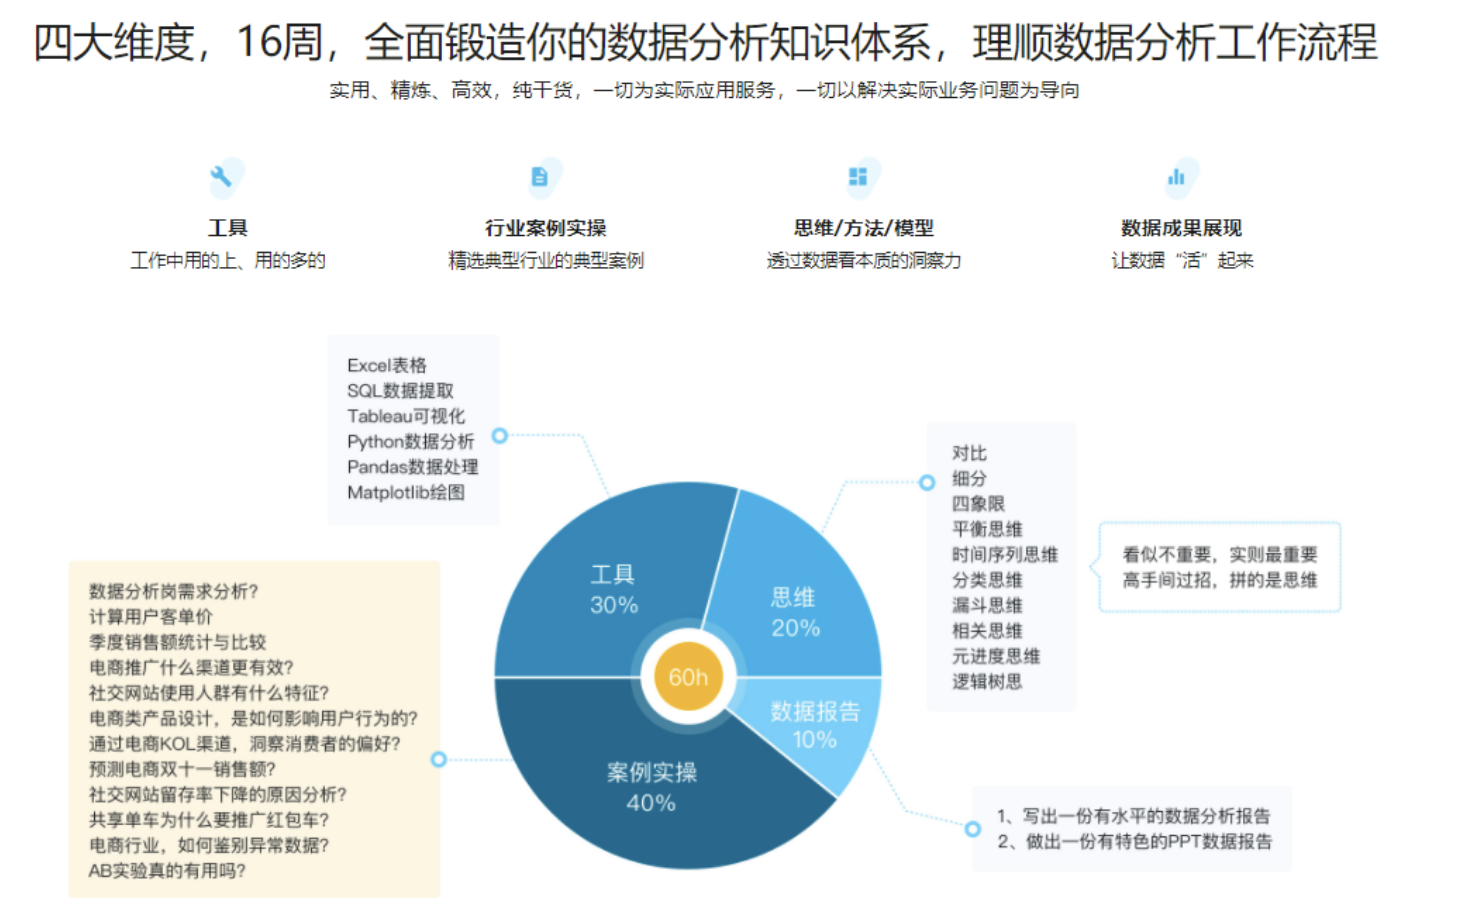 四大维度，16周，全面锻造你的数据分析知识体系，理顺数据分析工作流程
实用、精炼、高效，纯干货，一切为实际应用服务，一切以解决实际业务问题为导向
工具
工作中用的上、用的多的
行业案例实操
精选典型行业的典型案例
思维/方法/模型
透过数据看本质的洞察力
数据成果展现
让数据“活”起来
Excel表格
SQL数据提取
Tableau可视化
Python数据分析
Pandas数据处理
Matplotlib绘图
对比
细分
四象限
平衡思维
时间序列思维
分类思维
漏斗思维
相关思维
元进度思维
逻辑树思
看似不重要，实则最重要
高手间过招，拼的是思维
工具
30%
思维
20%
60h
数据报告
10%
案例实操
40%
数据分析岗需求分析?
计算用户客单价
季度销售额统计与比较
电商推广什么渠道更有效?
社交网站使用人群有什么特征?
电商类产品设计，是如何影响用户行为的?
通过电商KOL渠道，洞察消费者的偏好?
预测电商双十一销售额?
社交网站留存率下降的原因分析?
共享单车为什么要推广红包车?
电商行业，如何鉴别异常数据?
AB实验真的有用吗?
1、写出一份有水平的数据分析报告
2、做出一份有特色的PPT数据报告